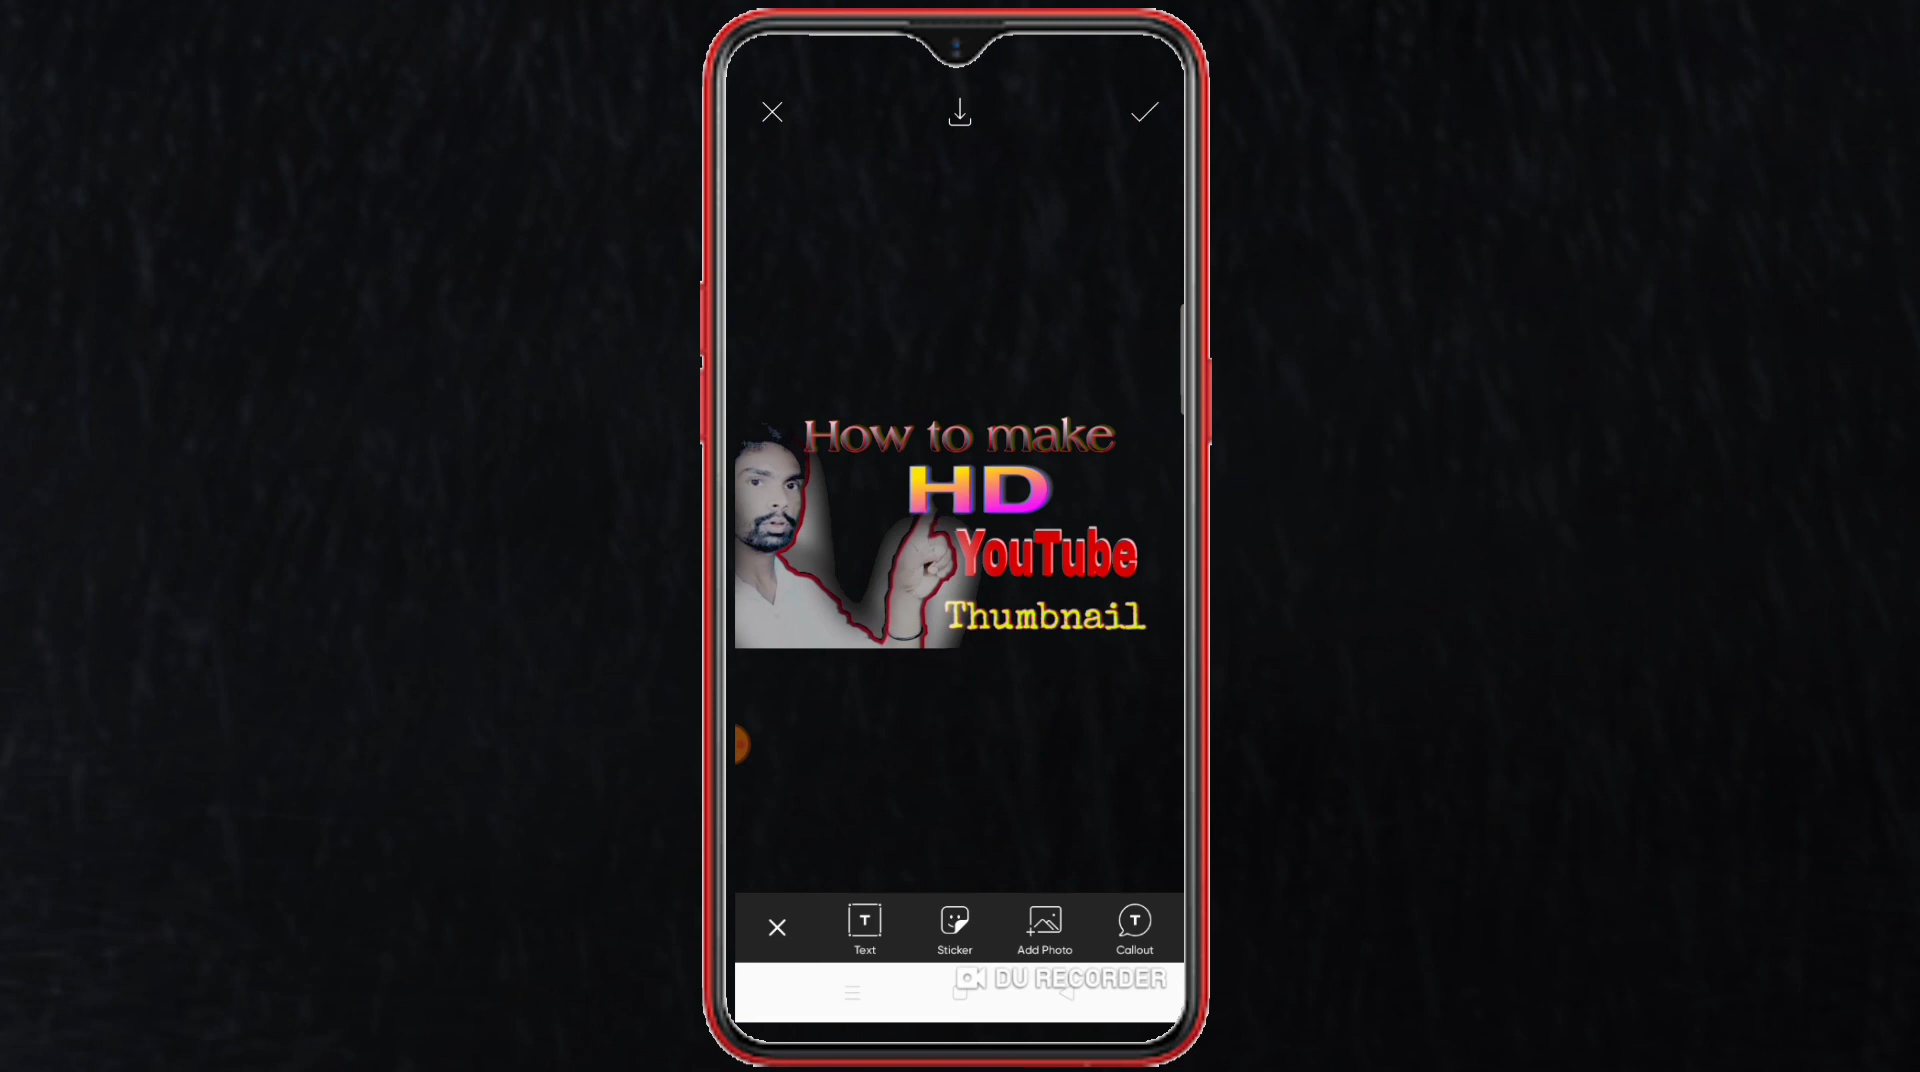 How to make
HD
YouTube
Thumbnail
T
T
Text
Sticker
Add Photo
Callout
DU RECORDER